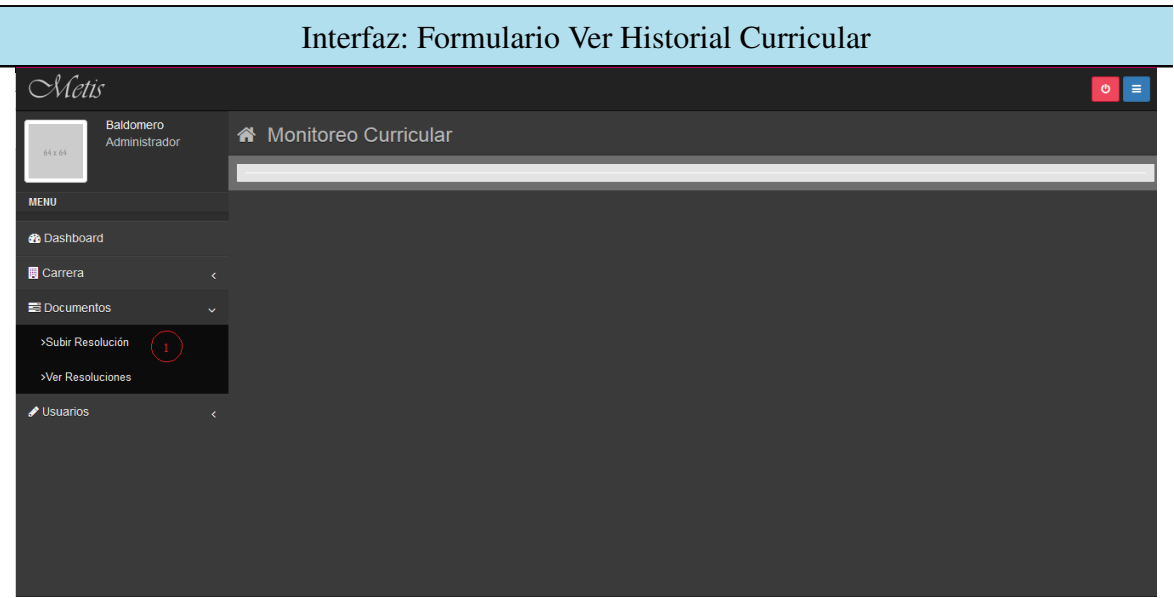 Interfaz: Formulario Ver Historial Curricular
Metis
Baldomero
Administrador
64 x 64
Monitoreo Curricular
MENU
Dashboard
Carrera
Documentos
>Subir Resolución
1
>Ver Resoluciones
Usuarios